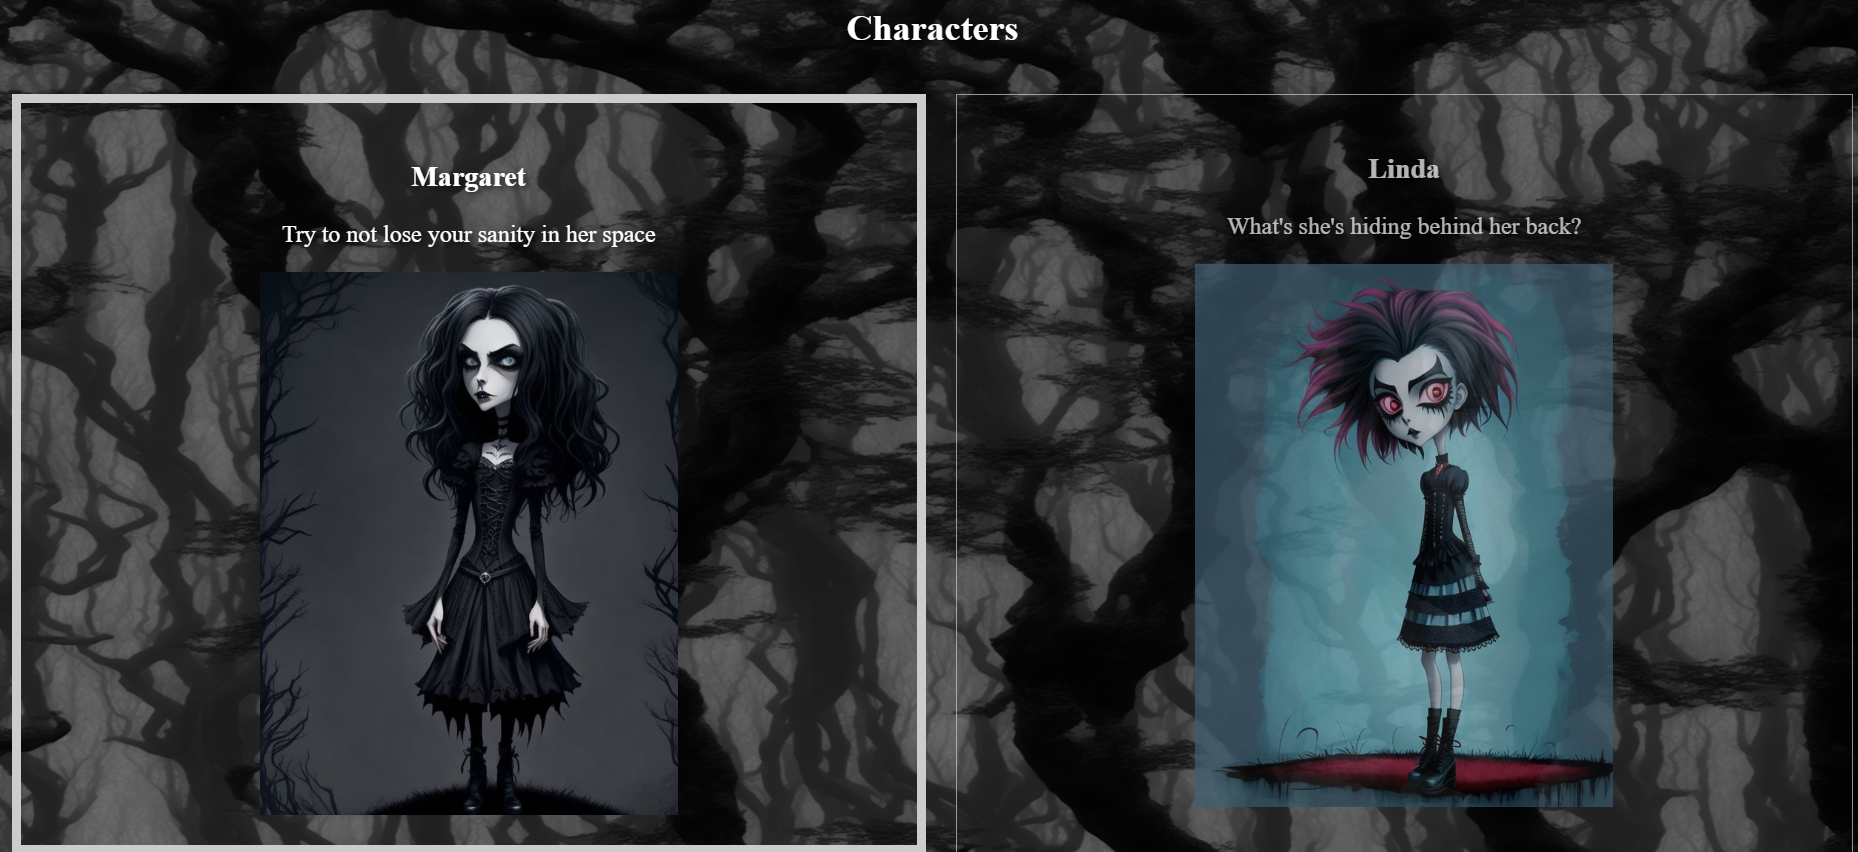 Characters
Margaret
Try to not lose your sanity in her space
Linda
What's she's hiding behind her back?